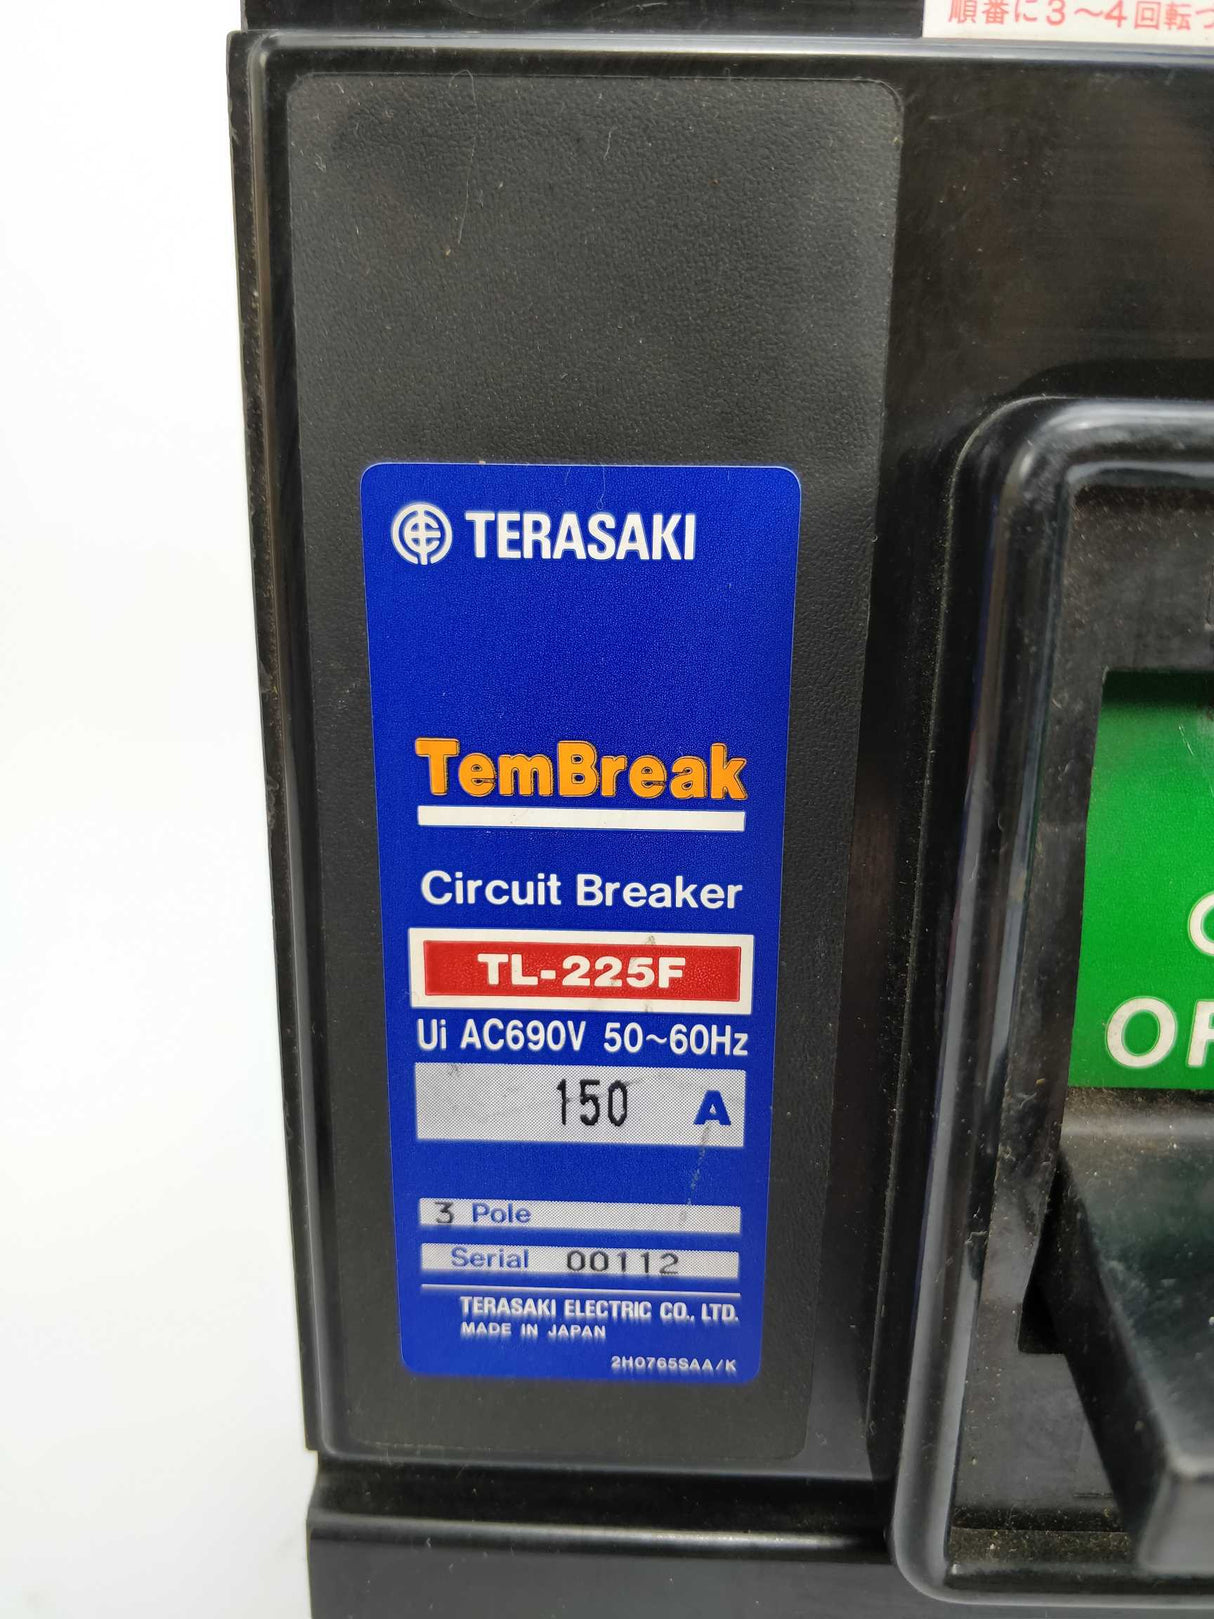 順番に3～4回転
TERASAKI
TemBreak
Circuit Breaker
TL-225F
Ui AC690V 50~60Hz
150 A
3 Pole
Serial 00112
TERASAKI ELECTRIC CO., LTD.
MADE IN JAPAN
2H0765SAA/K